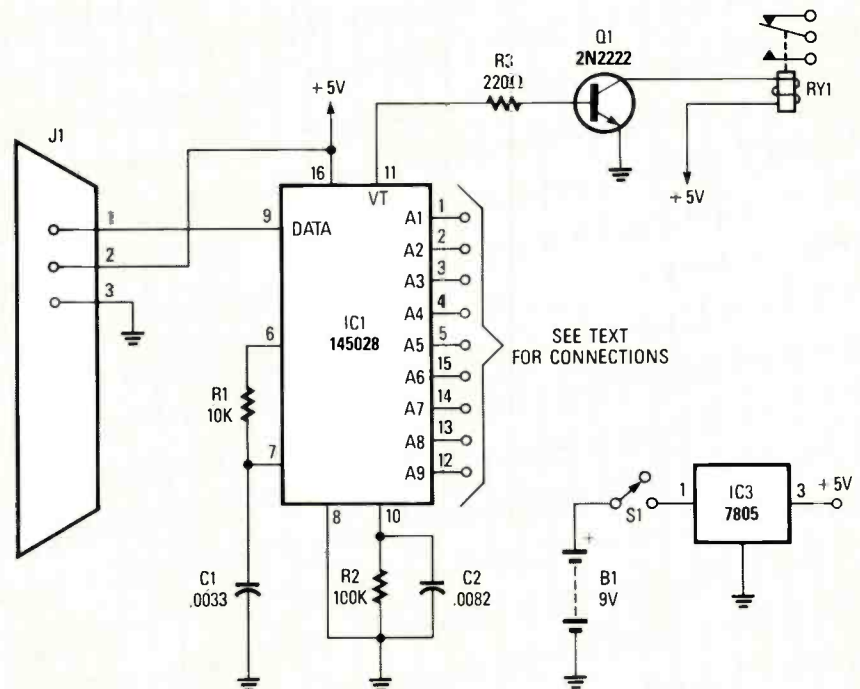 Q1
2N2222
R3
220Ω
RY1
+5V
+5V
J1
1
2
3
16
11
VT
9
DATA
6
7
IC1
145028
A1
1
A2
2
A3
3
A4
4
A5
5
A6
15
A7
14
A8
13
A9
12
SEE TEXT
FOR CONNECTIONS
R1
10K
8
10
C1
.0033
R2
100K
C2
.0082
S1
1
IC3
7805
3
+5V
+
B1
9V